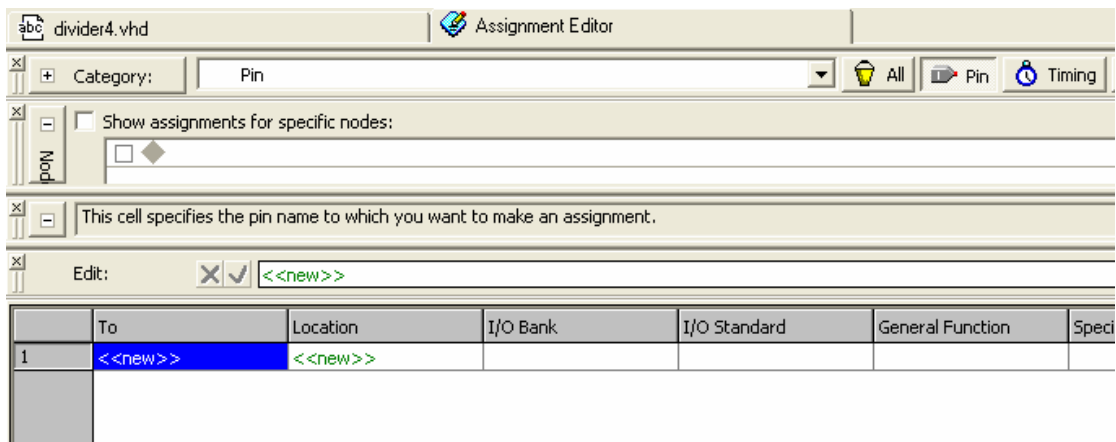 abc divider4.vhd Assignment Editor
Category: Pin All Pin Timing
Show assignments for specific nodes:
Nod
This cell specifies the pin name to which you want to make an assignment.
Edit: <<new>>
To Location I/O Bank I/O Standard General Function Speci
1 <<new>> <<new>>